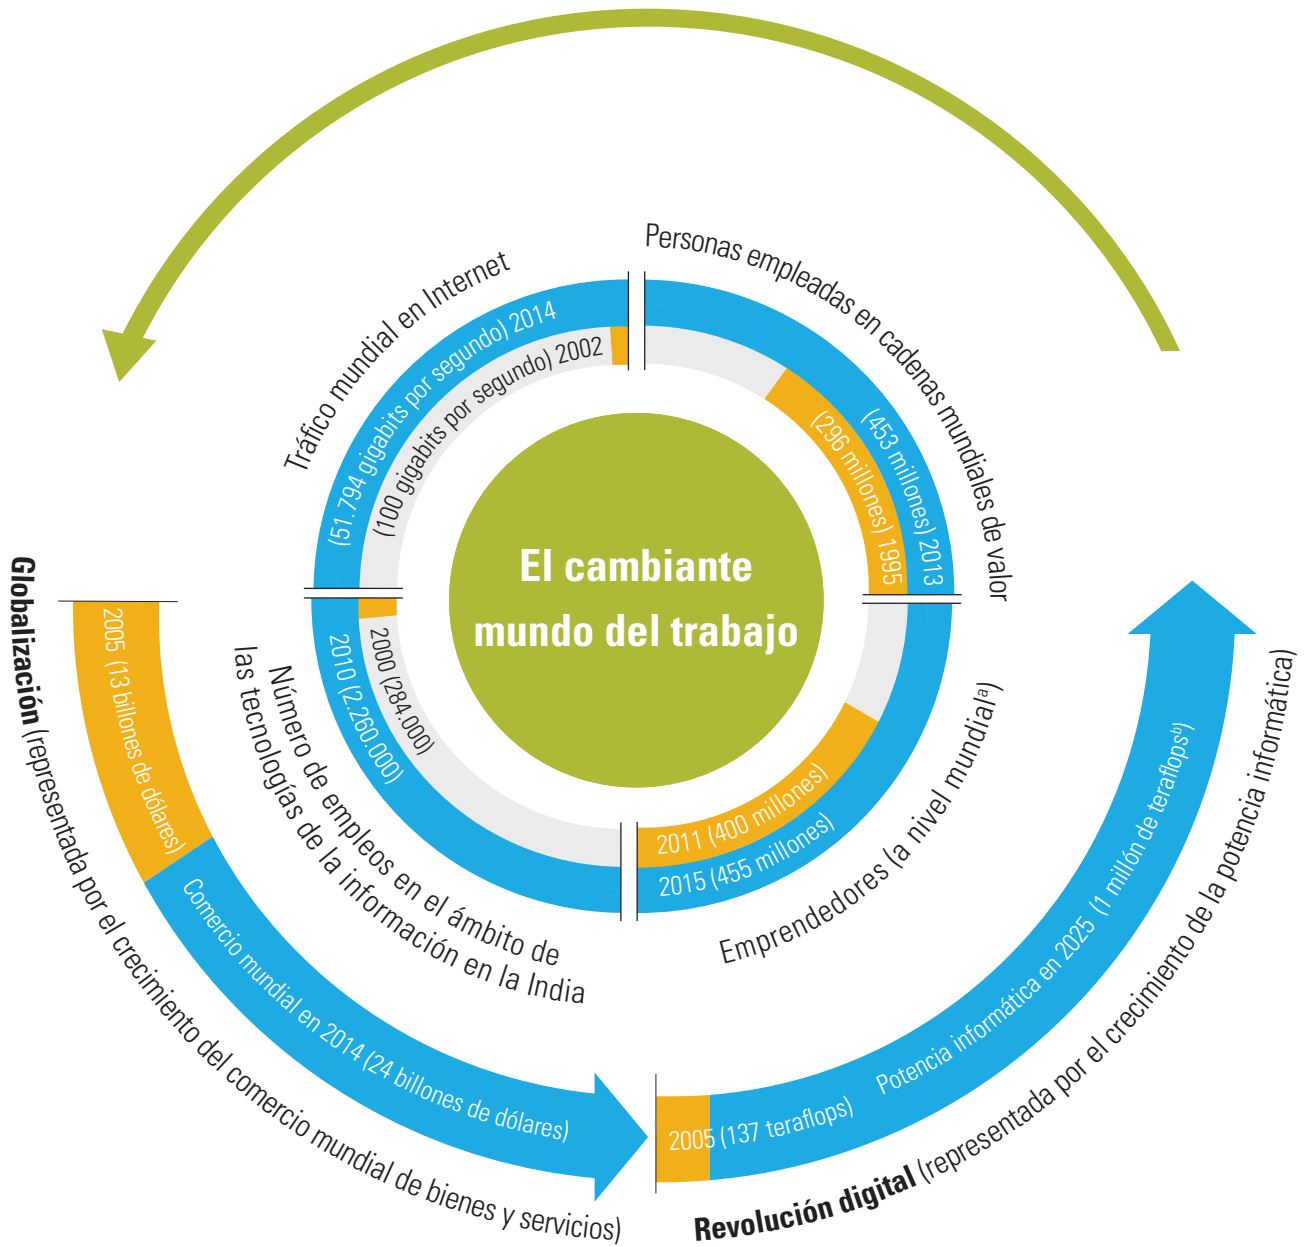 El cambiante
mundo del trabajo
Tráfico mundial en Internet
(51.794 gigabits por segundo) 2014
(100 gigabits por segundo) 2002
Personas empleadas en cadenas mundiales de valor
(453 millones) 2013
(296 millones) 1995
Número de empleos en el ámbito de
las tecnologías de la información en la India
2000 (284.000)
2010 (2.260.000)
Emprendedores (a nivel mundialª)
2011 (400 millones)
2015 (455 millones)
Globalización (representada por el crecimiento del comercio mundial de bienes y servicios)
2005 (13 billones de dólares)
Comercio mundial en 2014 (24 billones de dólares)
Revolución digital (representada por el crecimiento de la potencia informática)
2005 (137 teraflops)
Potencia informática en 2025 (1 millón de teraflopsᵇ)